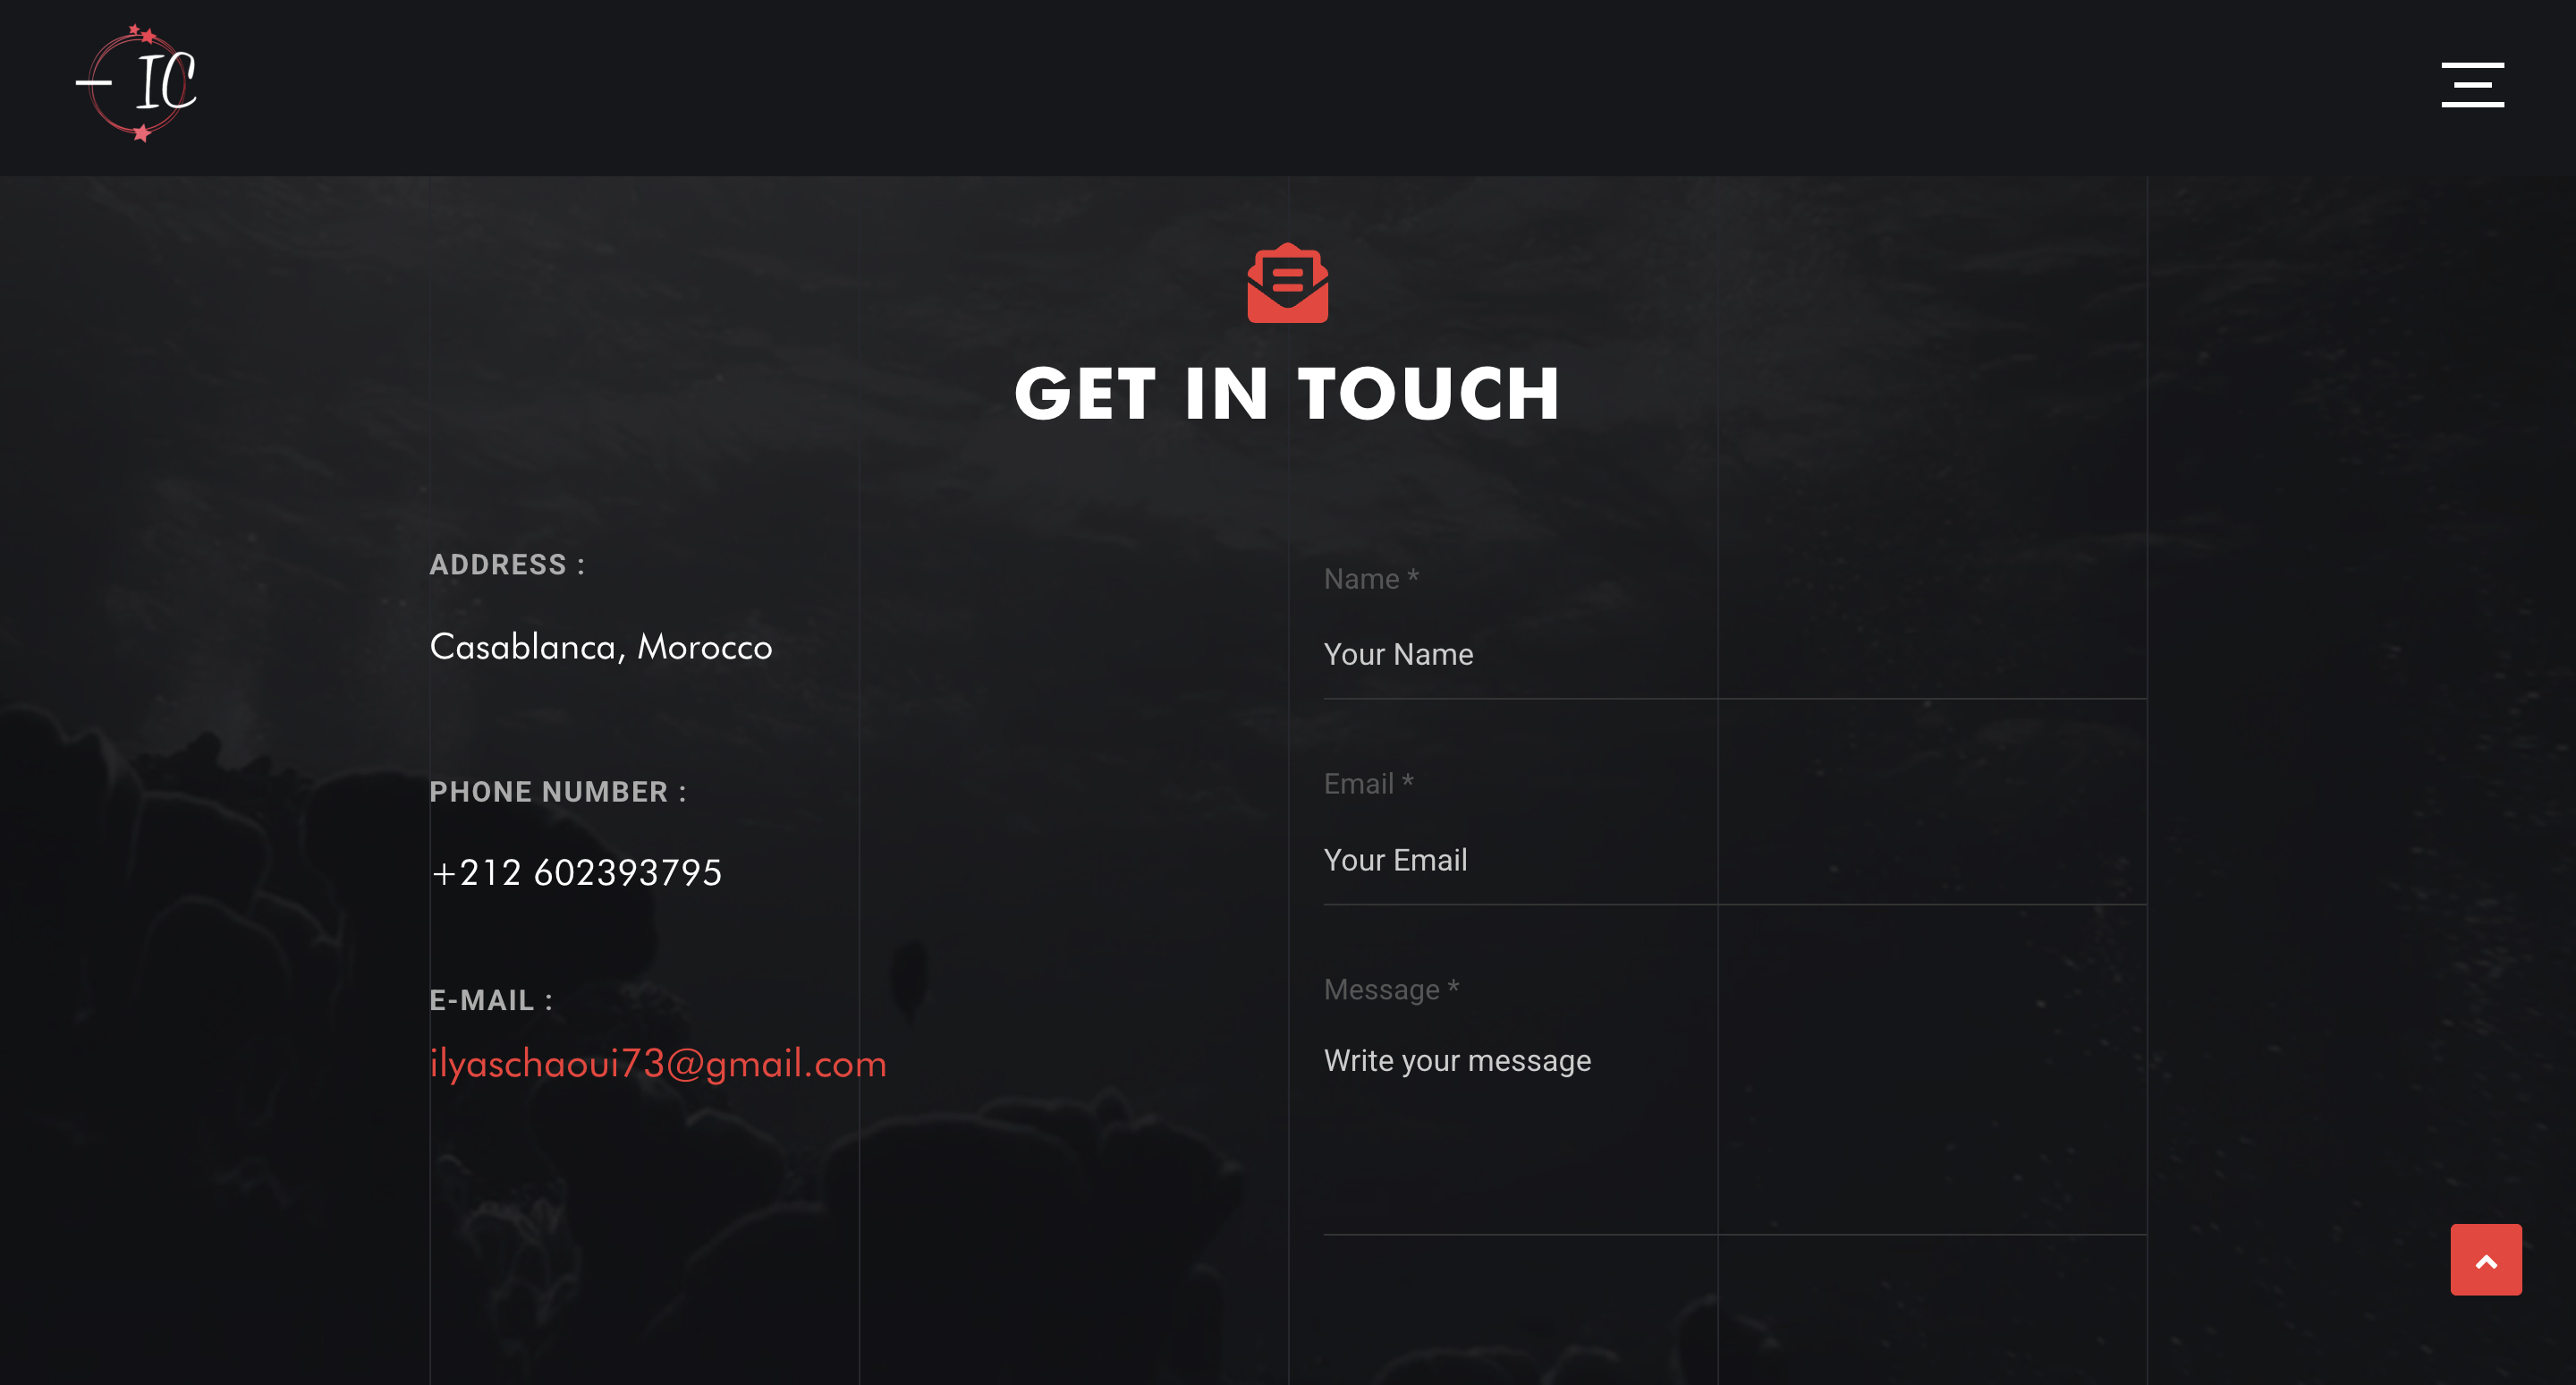 IC
GET IN TOUCH
ADDRESS :
Casablanca, Morocco
PHONE NUMBER :
+212 602393795
E-MAIL :
ilyaschaoui73@gmail.com
Name *
Your Name
Email *
Your Email
Message *
Write your message